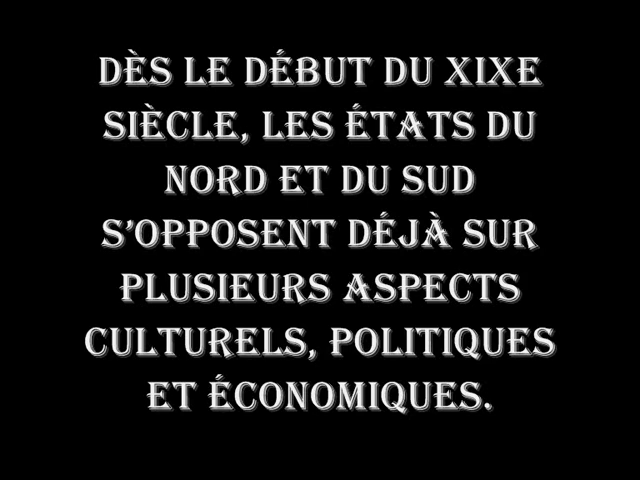 DÈS LE DÉBUT DU XIXE
SIÈCLE, LES ÉTATS DU
NORD ET DU SUD
S’OPPOSENT DÉJÀ SUR
PLUSIEURS ASPECTS
CULTURELS, POLITIQUES
ET ÉCONOMIQUES.